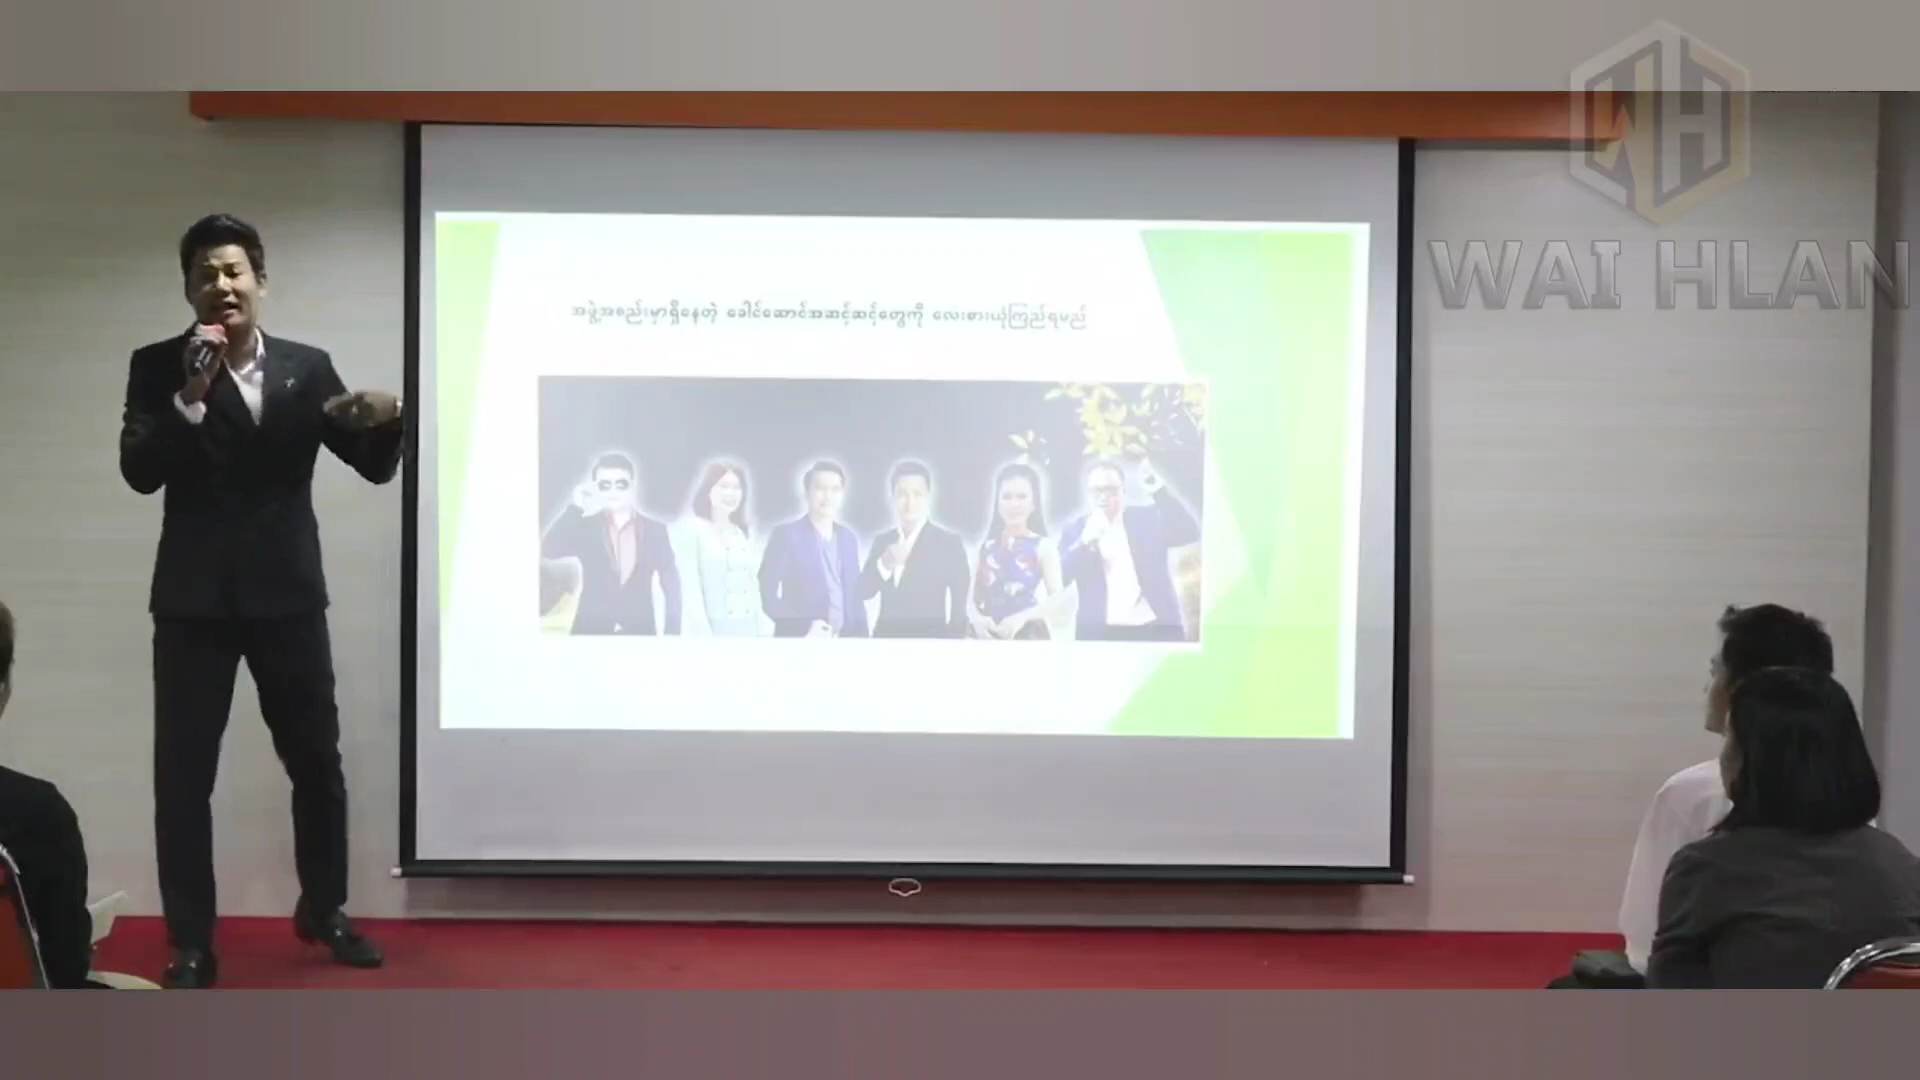 WH
WAI HLAN
အဖွဲ့အစည်းမှာရှိနေတဲ့ ခေါင်ဆောင်အဆင့်ဆင့်တွေကို လေးစားယုံကြည်ရမည်